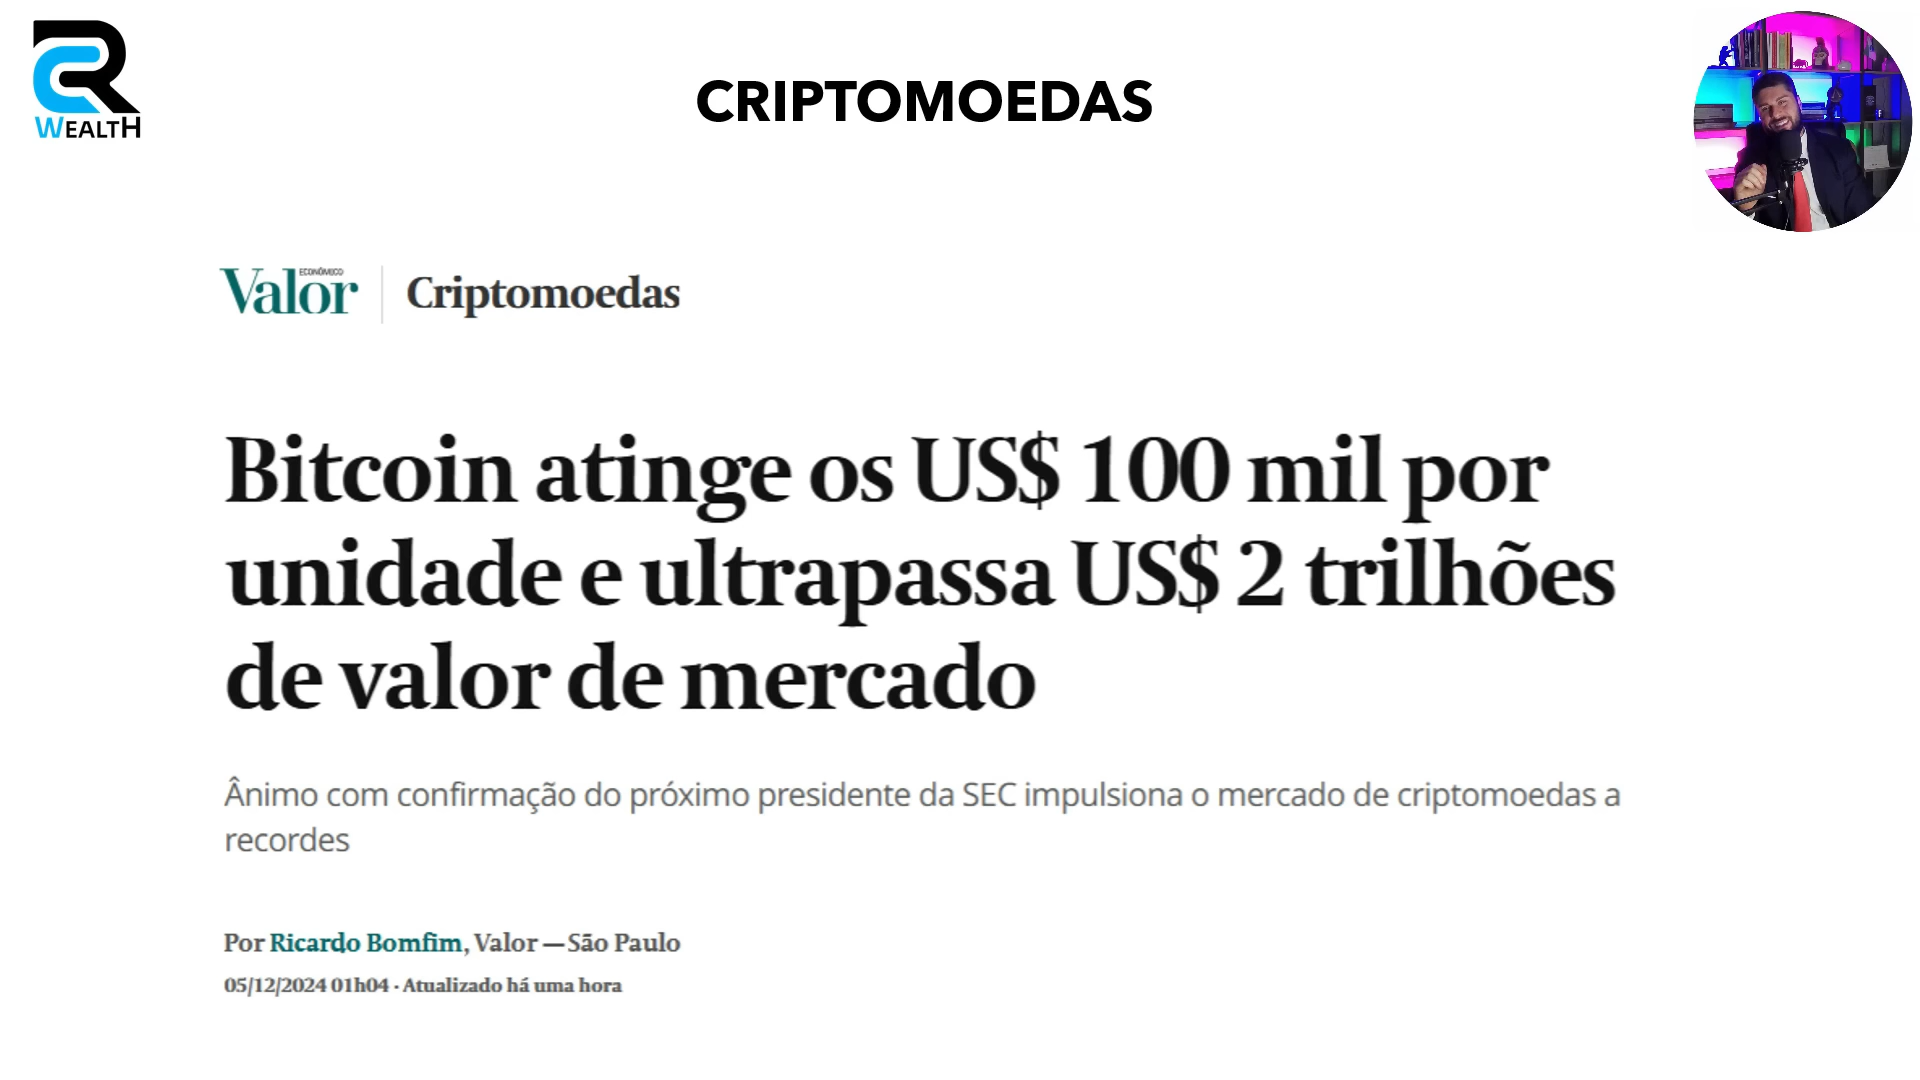 WEALTH
CRIPTOMOEDAS
Valor ECONÔMICO
Criptomoedas
Bitcoin atinge os US$ 100 mil por
unidade e ultrapassa US$ 2 trilhões
de valor de mercado
Ânimo com confirmação do próximo presidente da SEC impulsiona o mercado de criptomoedas a
recordes
Por Ricardo Bomfim, Valor — São Paulo
05/12/2024 01h04 · Atualizado há uma hora